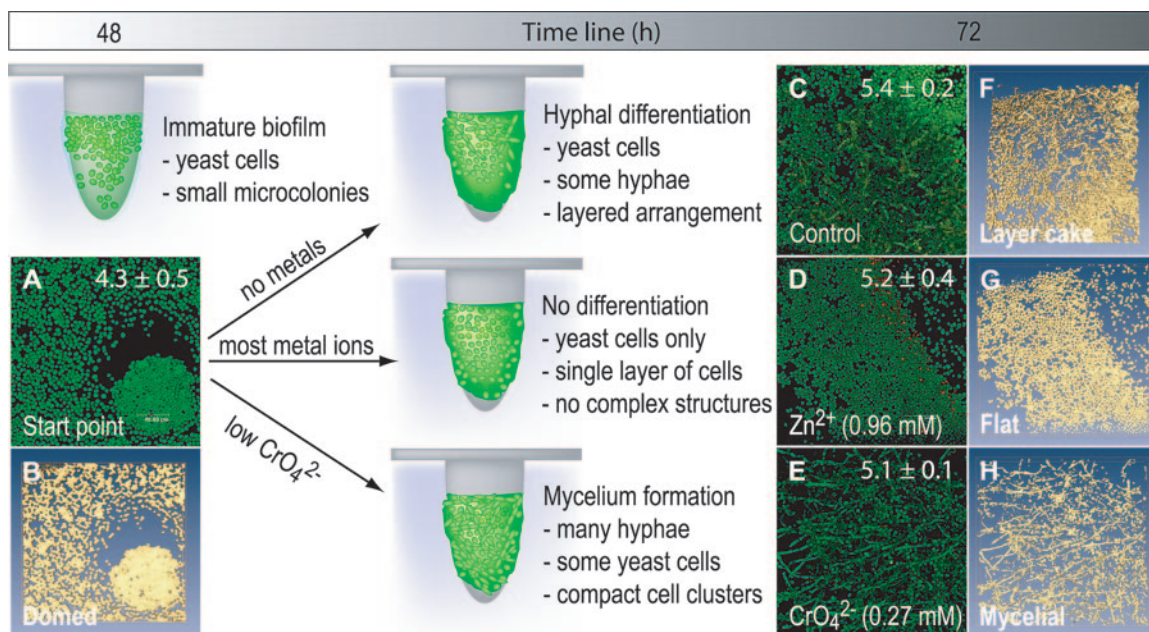 48 Time line (h) 72
Immature biofilm
- yeast cells
- small microcolonies
Hyphal differentiation
- yeast cells
- some hyphae
- layered arrangement
C 5.4 ± 0.2
Control
F
Layer cake
A 4.3 ± 0.5
Start point
no metals
most metal ions
low CrO₄²⁻
No differentiation
- yeast cells only
- single layer of cells
- no complex structures
D 5.2 ± 0.4
Zn²⁺ (0.96 mM)
G
Flat
B
Domed
Mycelium formation
- many hyphae
- some yeast cells
- compact cell clusters
E 5.1 ± 0.1
CrO₄²⁻ (0.27 mM)
H
Mycelial